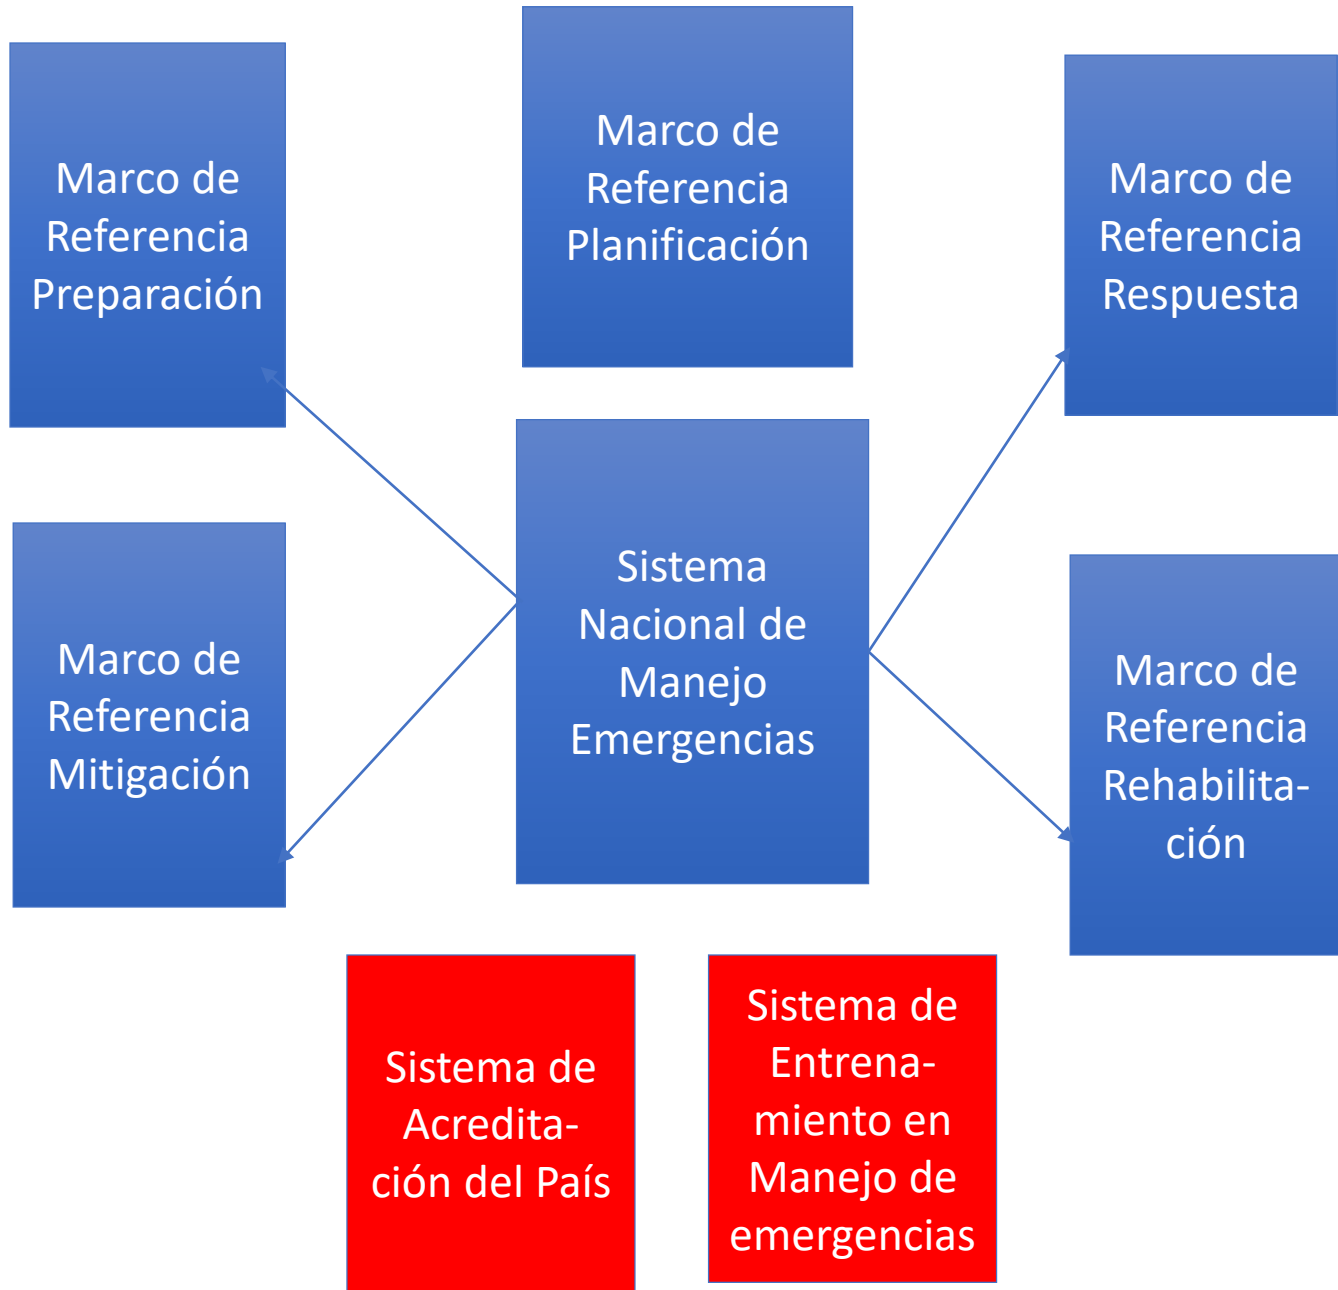 Marco de
Referencia
Preparación
Marco de
Referencia
Planificación
Marco de
Referencia
Respuesta
Sistema
Nacional de
Manejo
Emergencias
Marco de
Referencia
Mitigación
Marco de
Referencia
Rehabilita-
ción
Sistema de
Acredita-
ción del País
Sistema de
Entrena-
miento en
Manejo de
emergencias